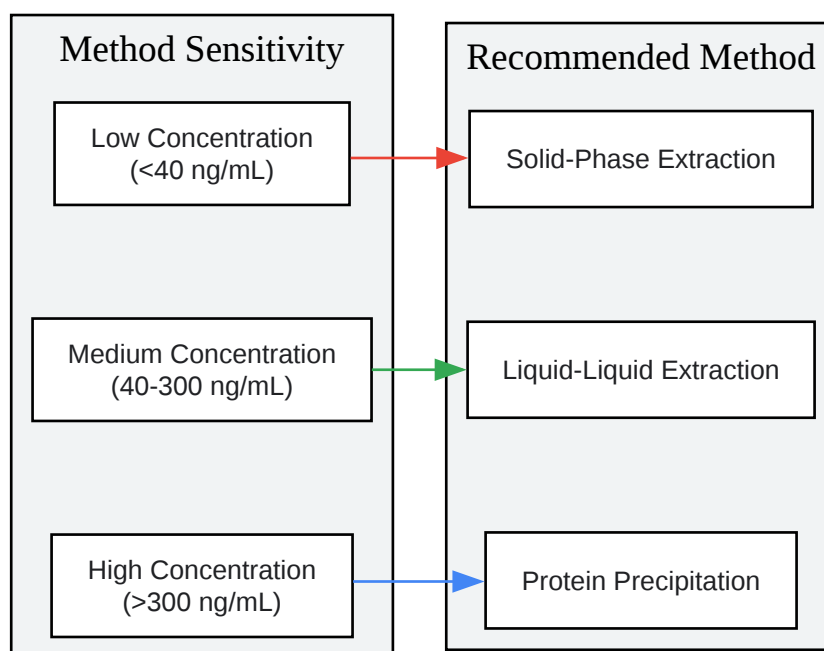 Method Sensitivity
Recommended Method
Low Concentration
(<40 ng/mL)
Solid-Phase Extraction
Medium Concentration
(40-300 ng/mL)
Liquid-Liquid Extraction
High Concentration
(>300 ng/mL)
Protein Precipitation